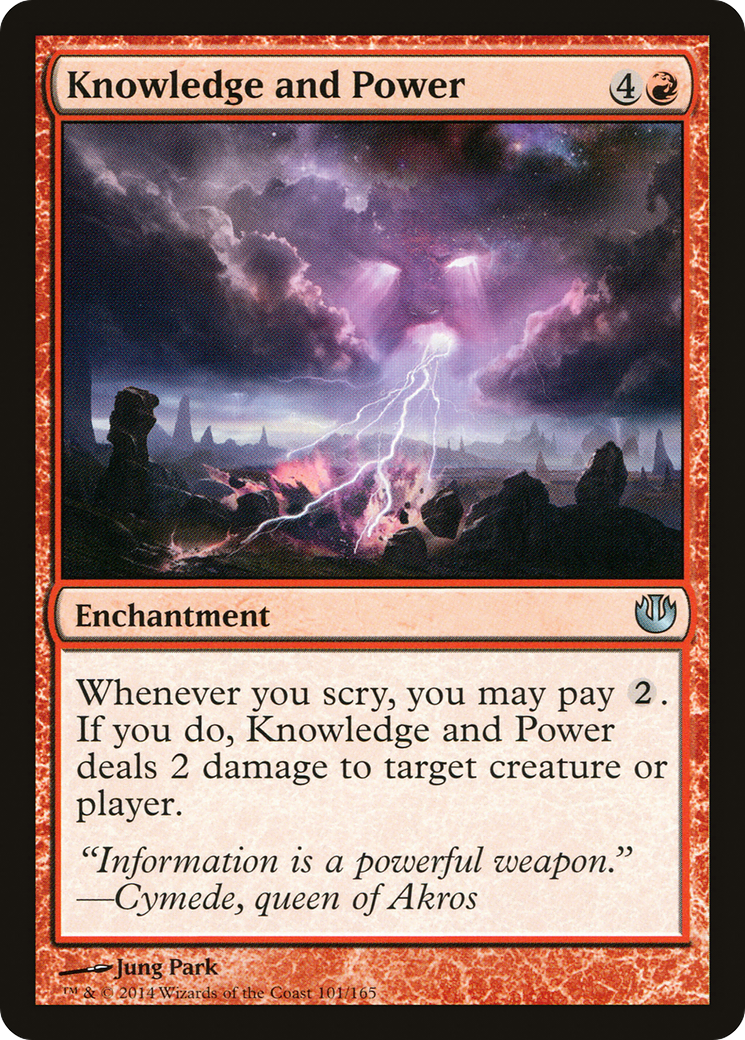 Knowledge and Power 4
Enchantment
Whenever you scry, you may pay 2.
If you do, Knowledge and Power
deals 2 damage to target creature or
player.
“Information is a powerful weapon.”
—Cymede, queen of Akros
Jung Park
™ & © 2014 Wizards of the Coast 101/165